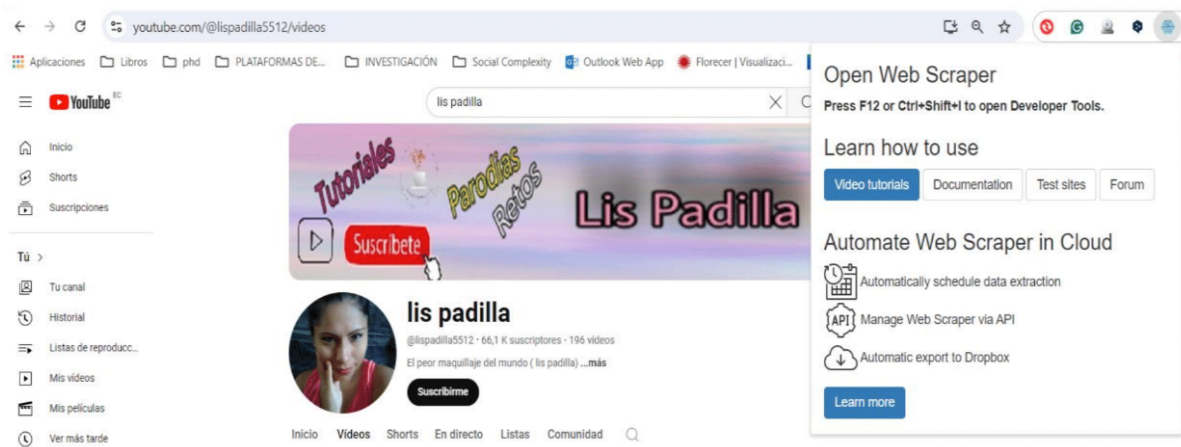 youtube.com/@lispadilla5512/videos
Aplicaciones Libros phd PLATAFORMAS DE... INVESTIGACIÓN Social Complexity Outlook Web App Florecer | Visualizaci...
YouTube EC
lis padilla
Inicio
Shorts
Suscripciones
Tú >
Tu canal
Historial
Listas de reproducc...
Mis vídeos
Mis películas
Ver más tarde
Tutoriales
Parodias
Retos
Suscríbete
Lis Padilla
lis padilla
@lispadilla5512 · 66,1 K suscriptores · 196 vídeos
El peor maquillaje del mundo ( lis padilla) ...más
Suscribirme
Inicio Vídeos Shorts En directo Listas Comunidad
Open Web Scraper
Press F12 or Ctrl+Shift+I to open Developer Tools.
Learn how to use
Video tutorials Documentation Test sites Forum
Automate Web Scraper in Cloud
Automatically schedule data extraction
API Manage Web Scraper via API
Automatic export to Dropbox
Learn more